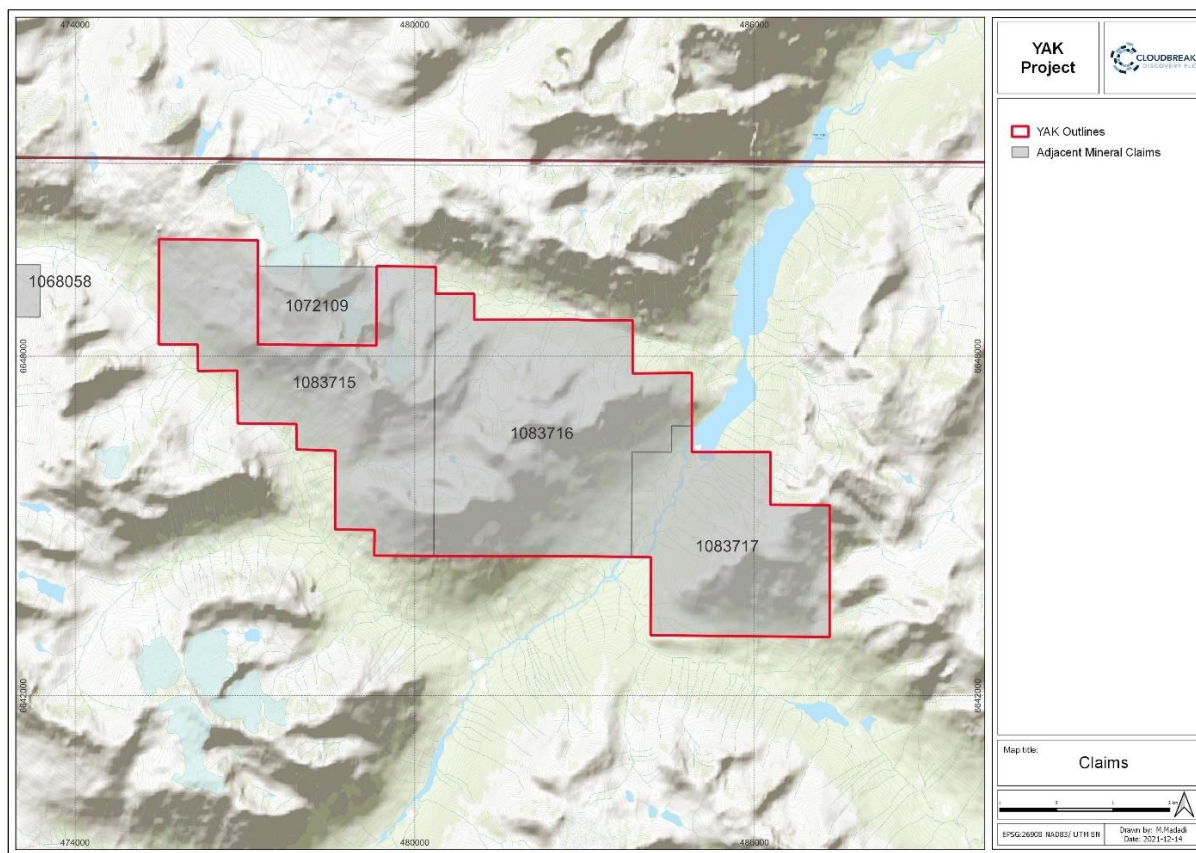 474000
480000
486000
1068058
1072109
6648000
6648000
1083715
1083716
1083717
6642000
6642000
474000
480000
486000
YAK
Project
CLOUDBREAK
DISCOVERY PLC
YAK Outlines
Adjacent Mineral Claims
Map title:
Claims
EPSG:26908 NAD83/ UTM 8N
Drawn by: M.Madadi
Date: 2021-12-14